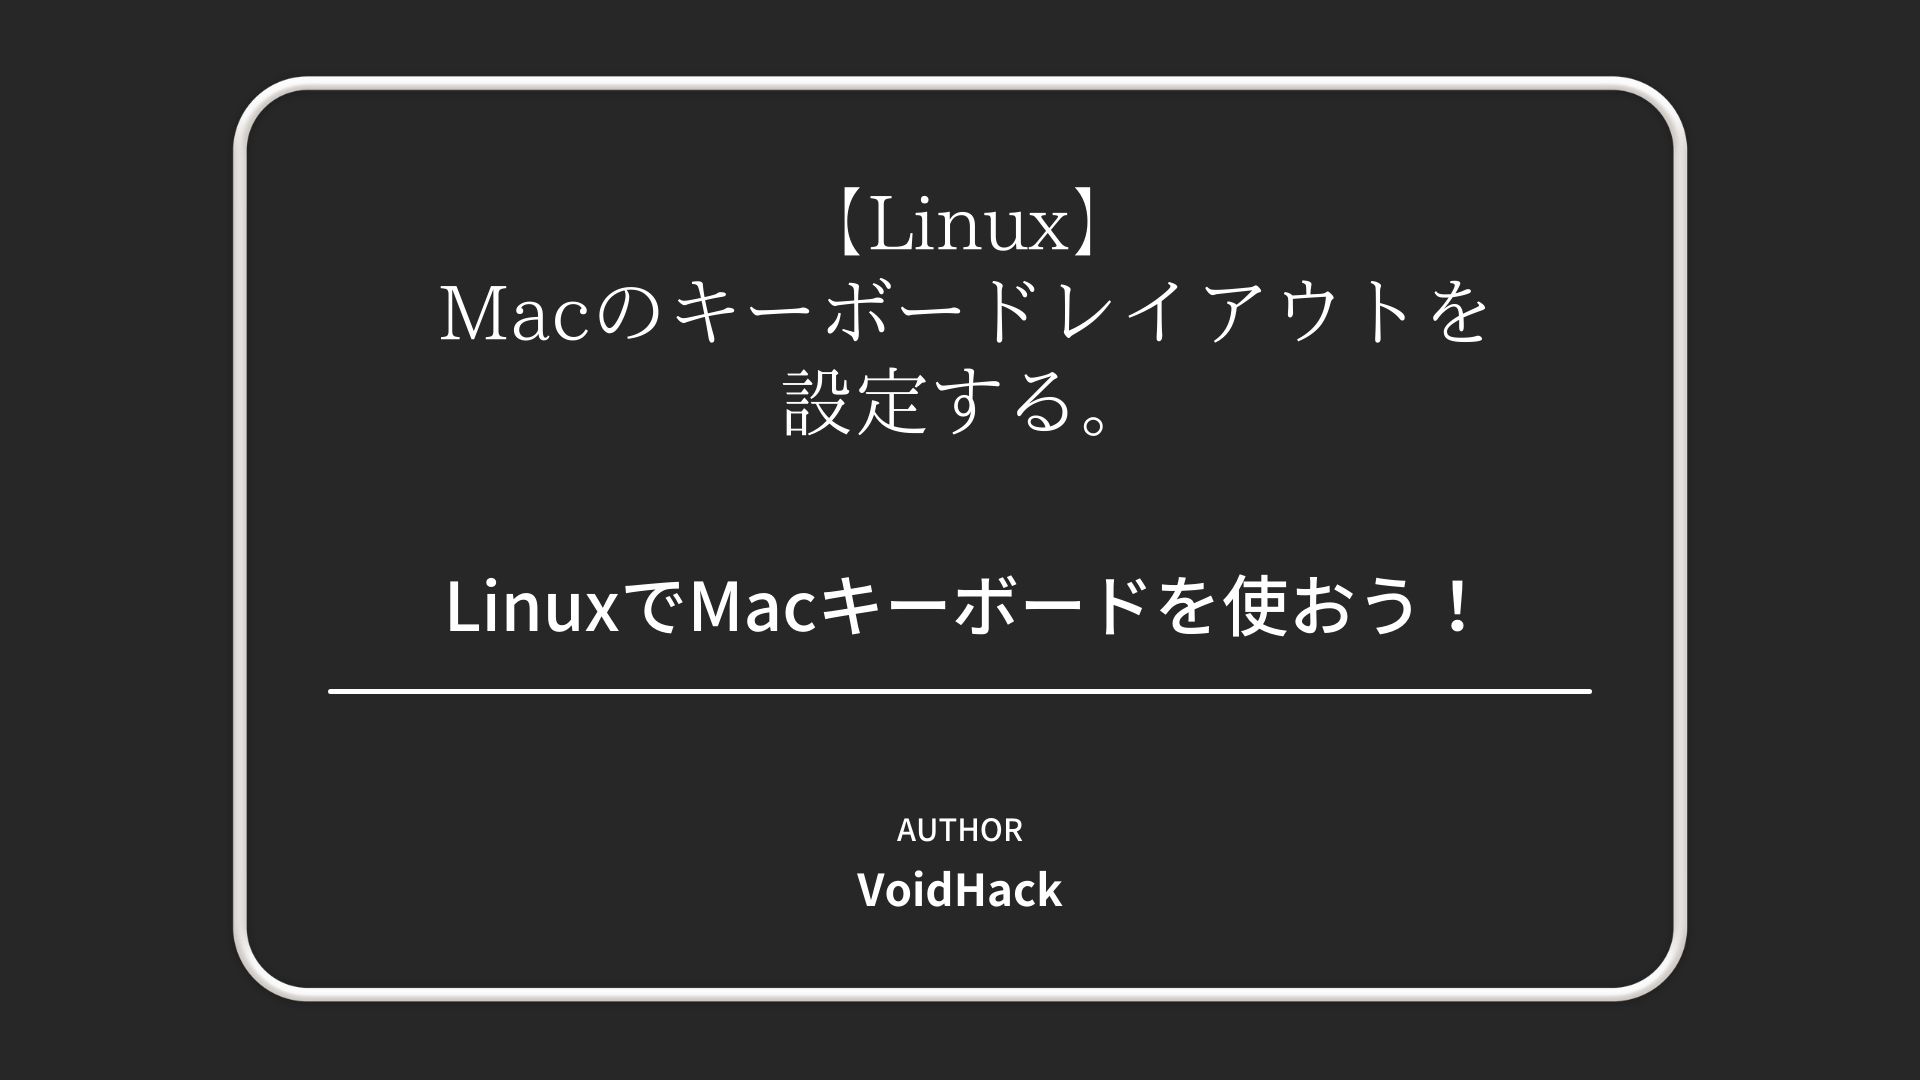 【Linux】
Macのキーボードレイアウトを
設定する。
LinuxでMacキーボードを使おう！
AUTHOR
VoidHack